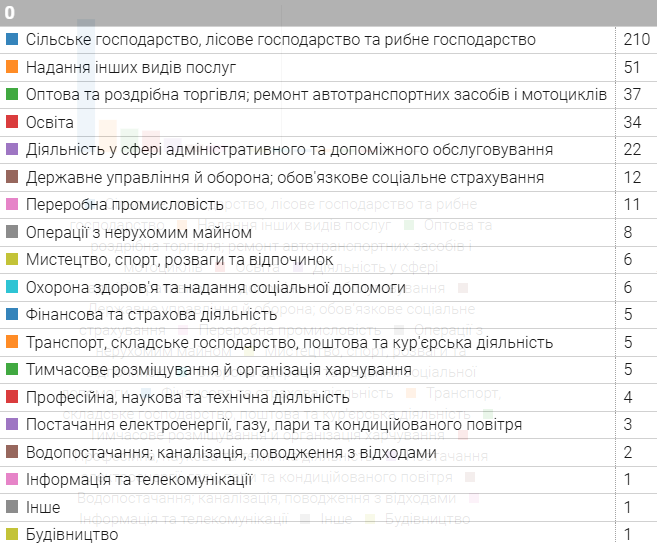 0
Сільське господарство, лісове господарство та рибне господарство 210
Надання інших видів послуг 51
Оптова та роздрібна торгівля; ремонт автотранспортних засобів і мотоциклів 37
Освіта 34
Діяльність у сфері адміністративного та допоміжного обслуговування 22
Державне управління й оборона; обов'язкове соціальне страхування 12
Переробна промисловість 11
Операції з нерухомим майном 8
Мистецтво, спорт, розваги та відпочинок 6
Охорона здоров'я та надання соціальної допомоги 6
Фінансова та страхова діяльність 5
Транспорт, складське господарство, поштова та кур'єрська діяльність 5
Тимчасове розміщування й організація харчування 5
Професійна, наукова та технічна діяльність 4
Постачання електроенергії, газу, пари та кондиційованого повітря 3
Водопостачання; каналізація, поводження з відходами 2
Інформація та телекомунікації 1
Інше 1
Будівництво 1